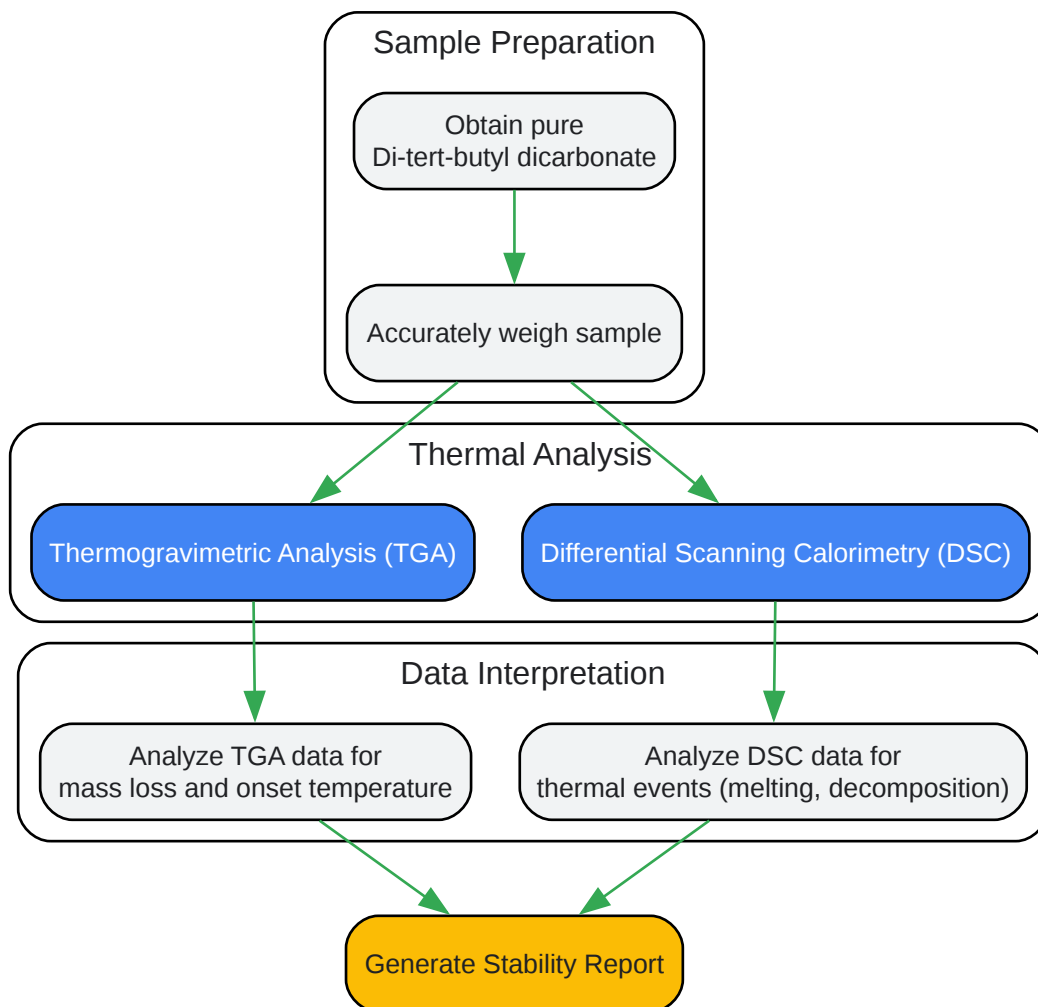 Sample Preparation
Obtain pure
Di-tert-butyl dicarbonate
Accurately weigh sample
Thermal Analysis
Thermogravimetric Analysis (TGA)
Differential Scanning Calorimetry (DSC)
Data Interpretation
Analyze TGA data for
mass loss and onset temperature
Analyze DSC data for
thermal events (melting, decomposition)
Generate Stability Report